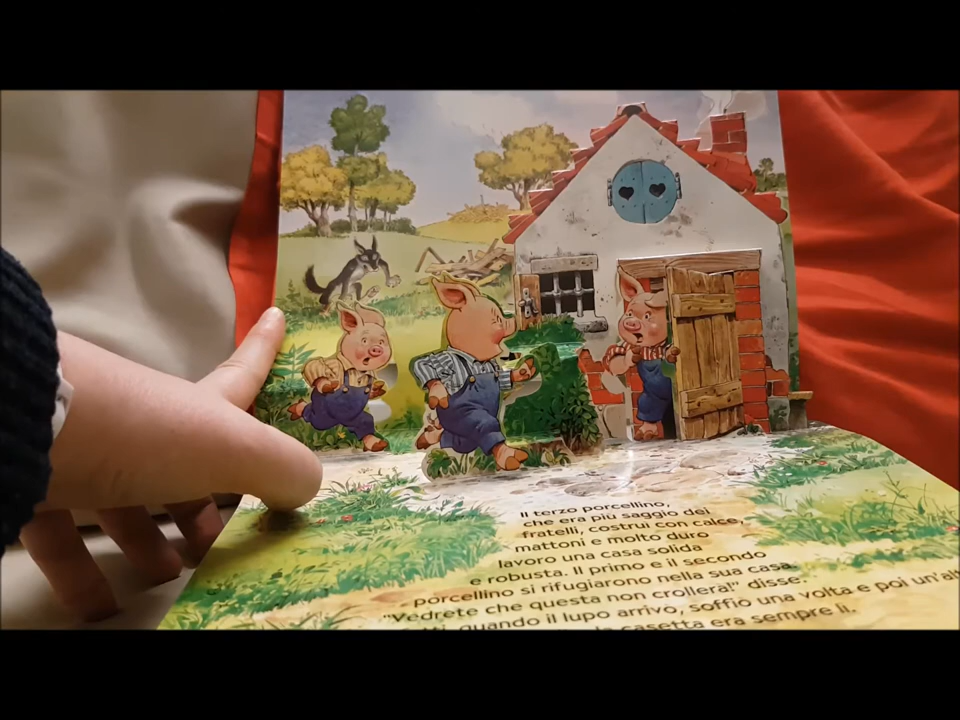 Il terzo porcellino,
che era più saggio dei
fratelli, costruì con calce,
mattoni e molto duro
lavoro una casa solida
e robusta. Il primo e il secondo
porcellino si rifugiarono nella sua casa.
"Vedrete che questa non crollerà!" disse.
quando il lupo arrivò, soffiò una volta e poi un'al
la casetta era sempre lì.